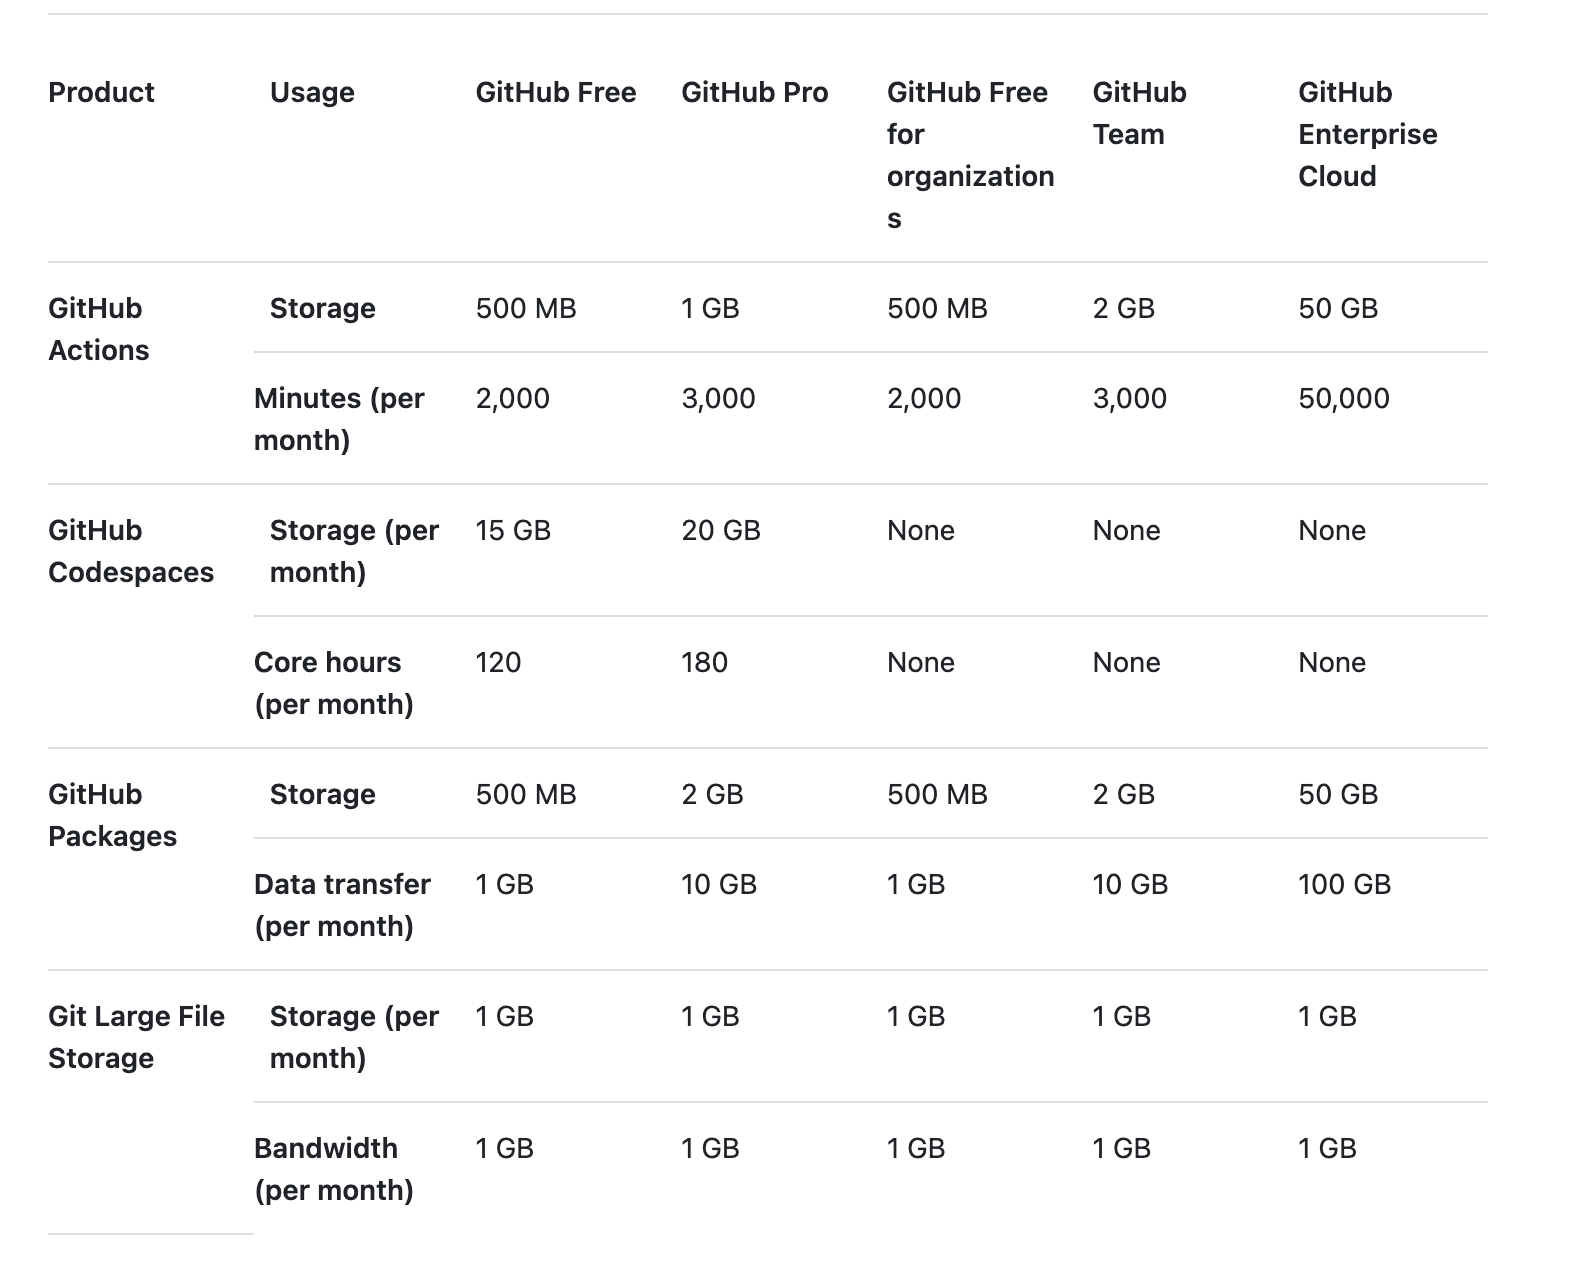 Product Usage GitHub Free GitHub Pro GitHub Free GitHub GitHub
for Team Enterprise
organization Cloud
s
GitHub Storage 500 MB 1 GB 500 MB 2 GB 50 GB
Actions
Minutes (per 2,000 3,000 2,000 3,000 50,000
month)
GitHub Storage (per 15 GB 20 GB None None None
Codespaces month)
Core hours 120 180 None None None
(per month)
GitHub Storage 500 MB 2 GB 500 MB 2 GB 50 GB
Packages
Data transfer 1 GB 10 GB 1 GB 10 GB 100 GB
(per month)
Git Large File Storage (per 1 GB 1 GB 1 GB 1 GB 1 GB
Storage month)
Bandwidth 1 GB 1 GB 1 GB 1 GB 1 GB
(per month)